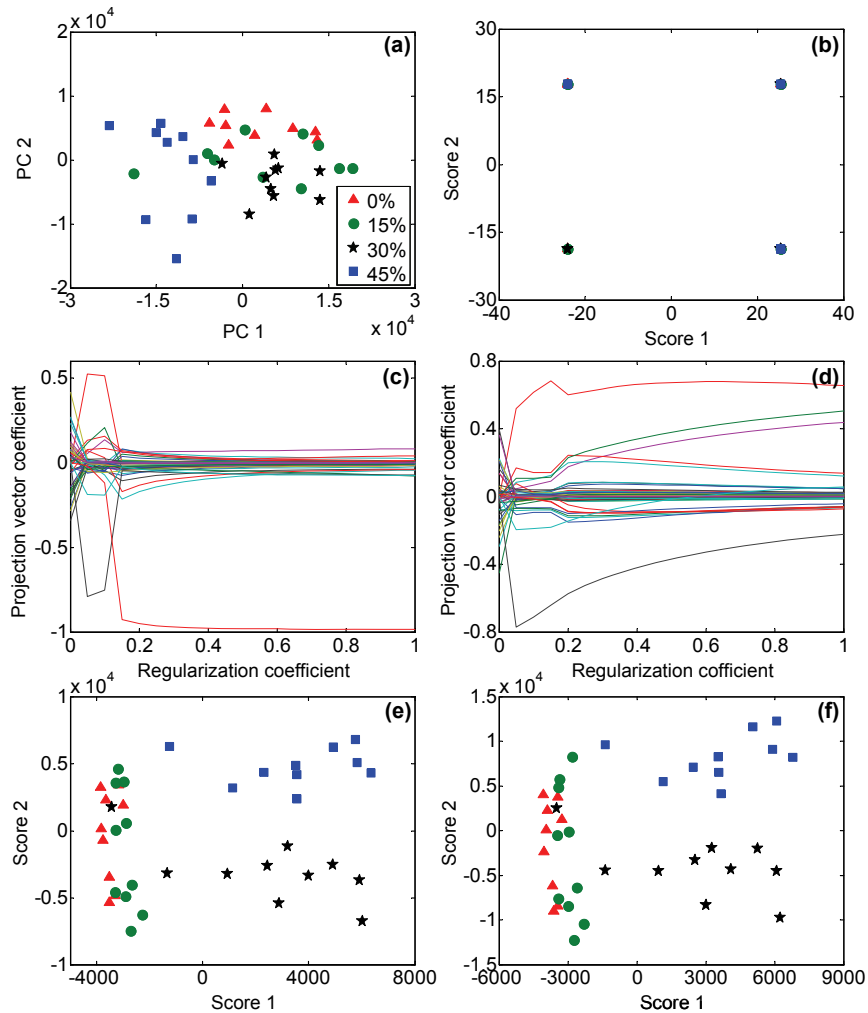 2 x 10^4
1
0
-1
-2
PC 2
-3 -1.5 0 1.5 3
x 10^4
PC 1
(a)
0%
15%
30%
45%
30
15
0
-15
-30
Score 2
-40 -20 0 20 40
Score 1
(b)
0.5
0
-0.5
-1
Projection vector coefficient
0.2 0.4 0.6 0.8 1
Regularization coefficient
(c)
0.8
0.4
0
-0.4
-0.8
Projection vector coefficient
0 0.2 0.4 0.6 0.8 1
Regularization cofficient
(d)
x 10^4
1
0.5
0
-0.5
-1
Score 2
-4000 0 4000 8000
Score 1
(e)
x 10^4
1.5
1
0.5
0
-0.5
-1
-1.5
Score 2
-6000 -3000 0 3000 6000 9000
Score 1
(f)